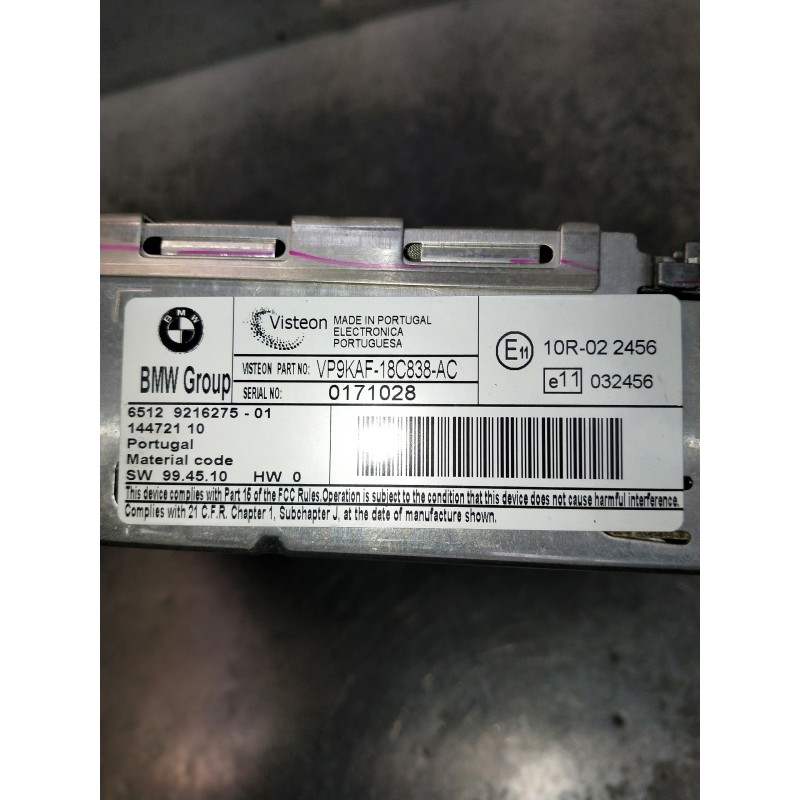 BMW
BMW Group
Visteon
MADE IN PORTUGAL
ELECTRONICA
PORTUGUESA
VISTEON PART NO: VP9KAF-18C838-AC
SERIAL NO: 0171028
E11 10R-02 2456
e11 032456
6512 9216275 - 01
144721 10
Portugal
Material code
SW 99.45.10 HW 0
This device complies with Part 15 of the FCC Rules.Operation is subject to the condition that this device does not cause harmful interference.
Complies with 21 C.F.R. Chapter 1, Subchapter J, at the date of manufacture shown.